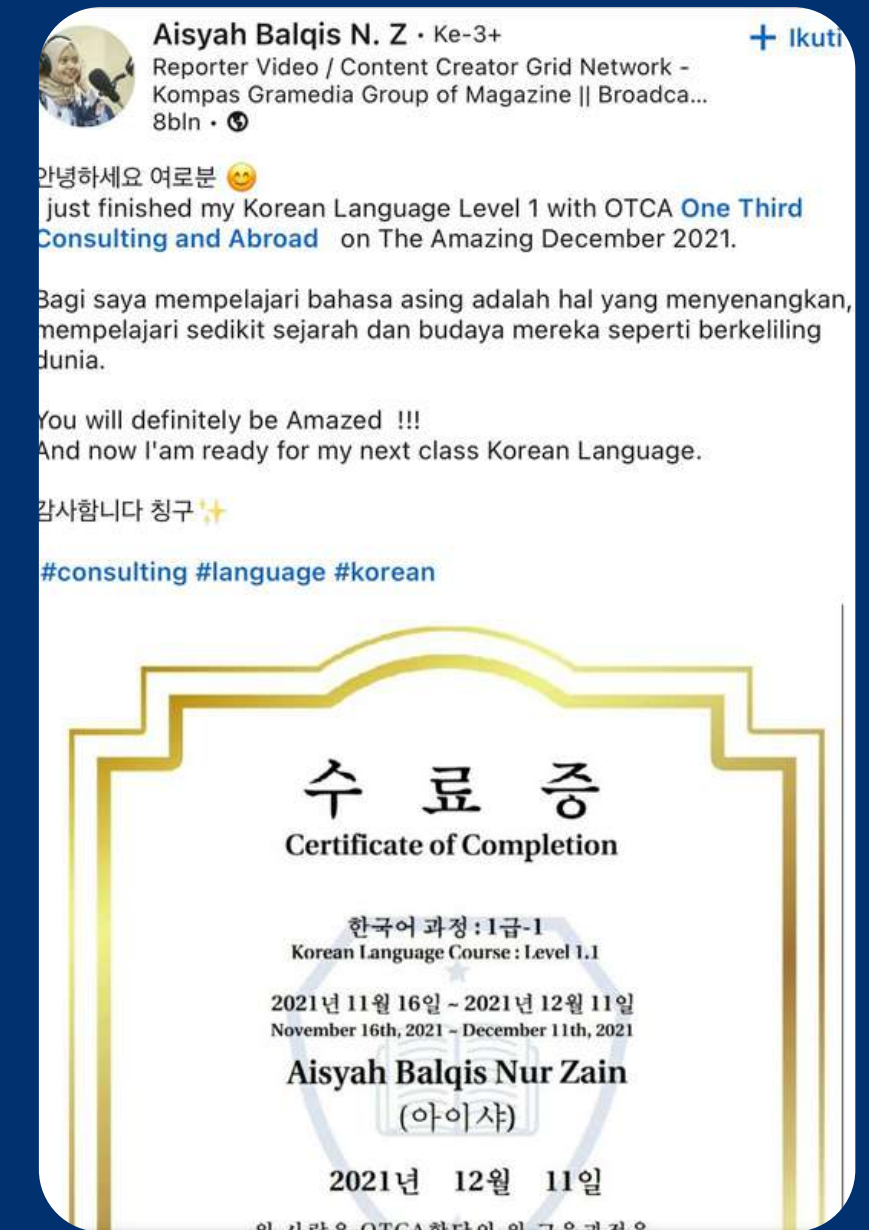 Aisyah Balqis N. Z · Ke-3+
+ Ikuti
Reporter Video / Content Creator Grid Network -
Kompas Gramedia Group of Magazine || Broadca...
8bln ·
안녕하세요 여로분 😊
just finished my Korean Language Level 1 with OTCA One Third
Consulting and Abroad on The Amazing December 2021.
Bagi saya mempelajari bahasa asing adalah hal yang menyenangkan,
mempelajari sedikit sejarah dan budaya mereka seperti berkeliling
dunia.
You will definitely be Amazed !!!
And now I'am ready for my next class Korean Language.
감사함니다 칭구✨
#consulting #language #korean
수 료 증
Certificate of Completion
한국어 과정 : 1급-1
Korean Language Course : Level 1.1
2021년 11월 16일 ~ 2021년 12월 11일
November 16th, 2021 ~ December 11th, 2021
Aisyah Balqis Nur Zain
(아이샤)
2021년 12월 11일